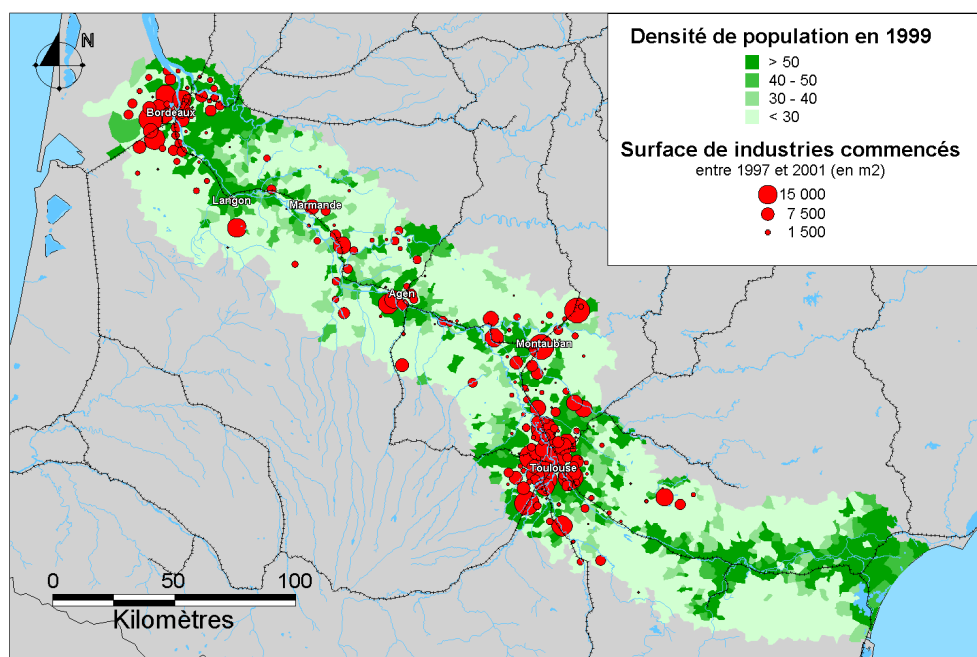 N
Densité de population en 1999
> 50
40 - 50
30 - 40
< 30
Surface de industries commencés
entre 1997 et 2001 (en m2)
15 000
7 500
1 500
Bordeaux
Langon
Marmande
Agen
Montauban
Toulouse
0 50 100
Kilomètres